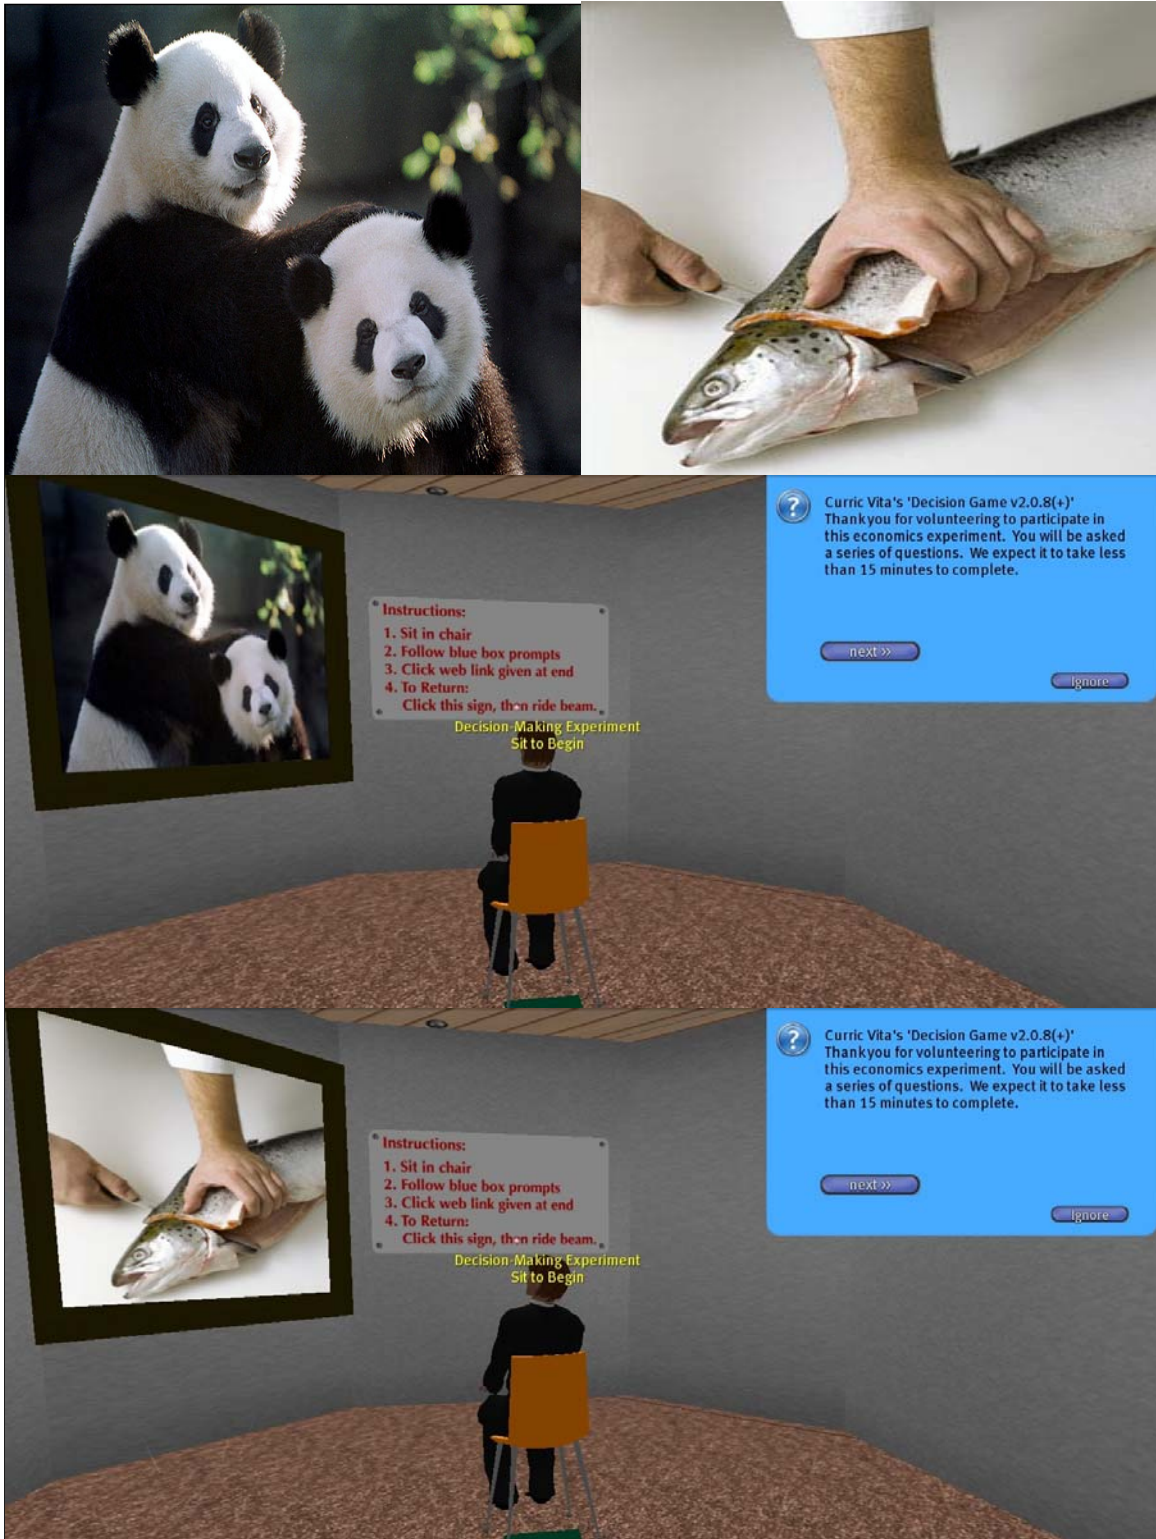 Curric Vita's 'Decision Game v2.0.8(+)'
Thank you for volunteering to participate in
this economics experiment. You will be asked
a series of questions. We expect it to take less
than 15 minutes to complete.
next >>
Ignore
Instructions:
1. Sit in chair
2. Follow blue box prompts
3. Click web link given at end
4. To Return:
Click this sign, then ride beam.
Decision-Making Experiment
Sit to Begin
Curric Vita's 'Decision Game v2.0.8(+)'
Thank you for volunteering to participate in
this economics experiment. You will be asked
a series of questions. We expect it to take less
than 15 minutes to complete.
next >>
Ignore
Instructions:
1. Sit in chair
2. Follow blue box prompts
3. Click web link given at end
4. To Return:
Click this sign, then ride beam.
Decision-Making Experiment
Sit to Begin